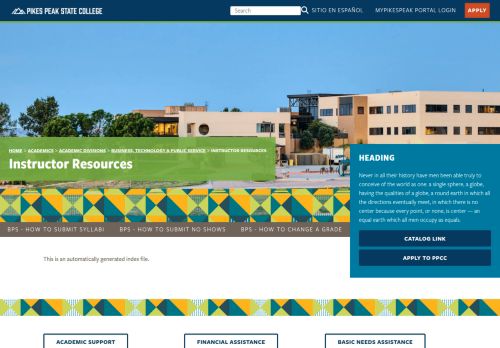 PIKES PEAK STATE COLLEGE
Search
SITIO EN ESPAÑOL
MYPIKESPEAK PORTAL LOGIN
APPLY
HOME > ACADEMICS > ACADEMIC DIVISIONS > BUSINESS, TECHNOLOGY & PUBLIC SERVICE > INSTRUCTOR RESOURCES
Instructor Resources
BPS - HOW TO SUBMIT SYLLABI
BPS - HOW TO SUBMIT NO SHOWS
BPS - HOW TO CHANGE A GRADE
HEADING
Never in all their history have men been able truly to
conceive of the world as one: a single sphere, a globe,
having the qualities of a globe, a round earth in which all
the directions eventually meet, in which there is no
center because every point, or none, is center — an
equal earth which all men occupy as equals.
CATALOG LINK
APPLY TO PPCC
This is an automatically generated index file.
ACADEMIC SUPPORT
FINANCIAL ASSISTANCE
BASIC NEEDS ASSISTANCE